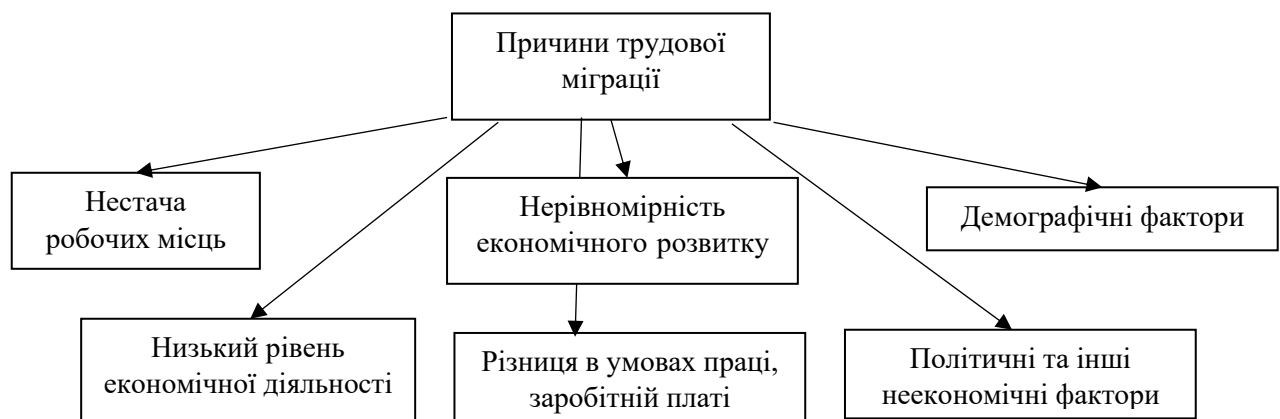 Причини трудової
міграції
Нестача
робочих місць
Нерівномірність
економічного розвитку
Демографічні фактори
Низький рівень
економічної діяльності
Різниця в умовах праці,
заробітній платі
Політичні та інші
неекономічні фактори